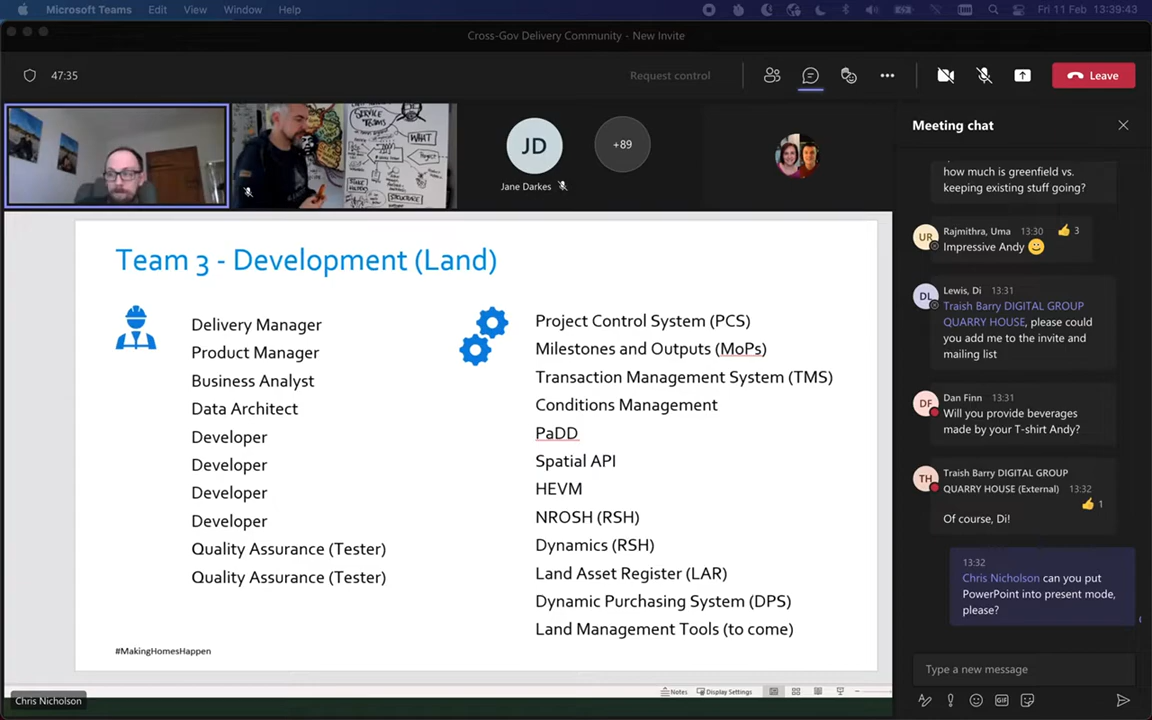 Microsoft Teams Edit View Window Help
Fri 11 Feb 13:39:43
Cross-Gov Delivery Community - New Invite
47:35
Request control
Leave
SERVICE
TEAMS
WHAT
JD
Jane Darkes
+89
Team 3 - Development (Land)
Delivery Manager
Product Manager
Business Analyst
Data Architect
Developer
Developer
Developer
Developer
Quality Assurance (Tester)
Quality Assurance (Tester)
Project Control System (PCS)
Milestones and Outputs (MoPs)
Transaction Management System (TMS)
Conditions Management
PaDD
Spatial API
HEVM
NROSH (RSH)
Dynamics (RSH)
Land Asset Register (LAR)
Dynamic Purchasing System (DPS)
Land Management Tools (to come)
#MakingHomesHappen
Notes Display Settings
Chris Nicholson
Meeting chat
how much is greenfield vs.
keeping existing stuff going?
UR
Rajmithra, Uma 13:30 3
Impressive Andy
DL
Lewis, Di 13:31
Traish Barry DIGITAL GROUP
QUARRY HOUSE, please could
you add me to the invite and
mailing list
DF
Dan Finn 13:31
Will you provide beverages
made by your T-shirt Andy?
TH
Traish Barry DIGITAL GROUP
QUARRY HOUSE (External) 13:32
1
Of course, Di!
13:32
Chris Nicholson can you put
PowerPoint into present mode,
please?
Type a new message
GIF